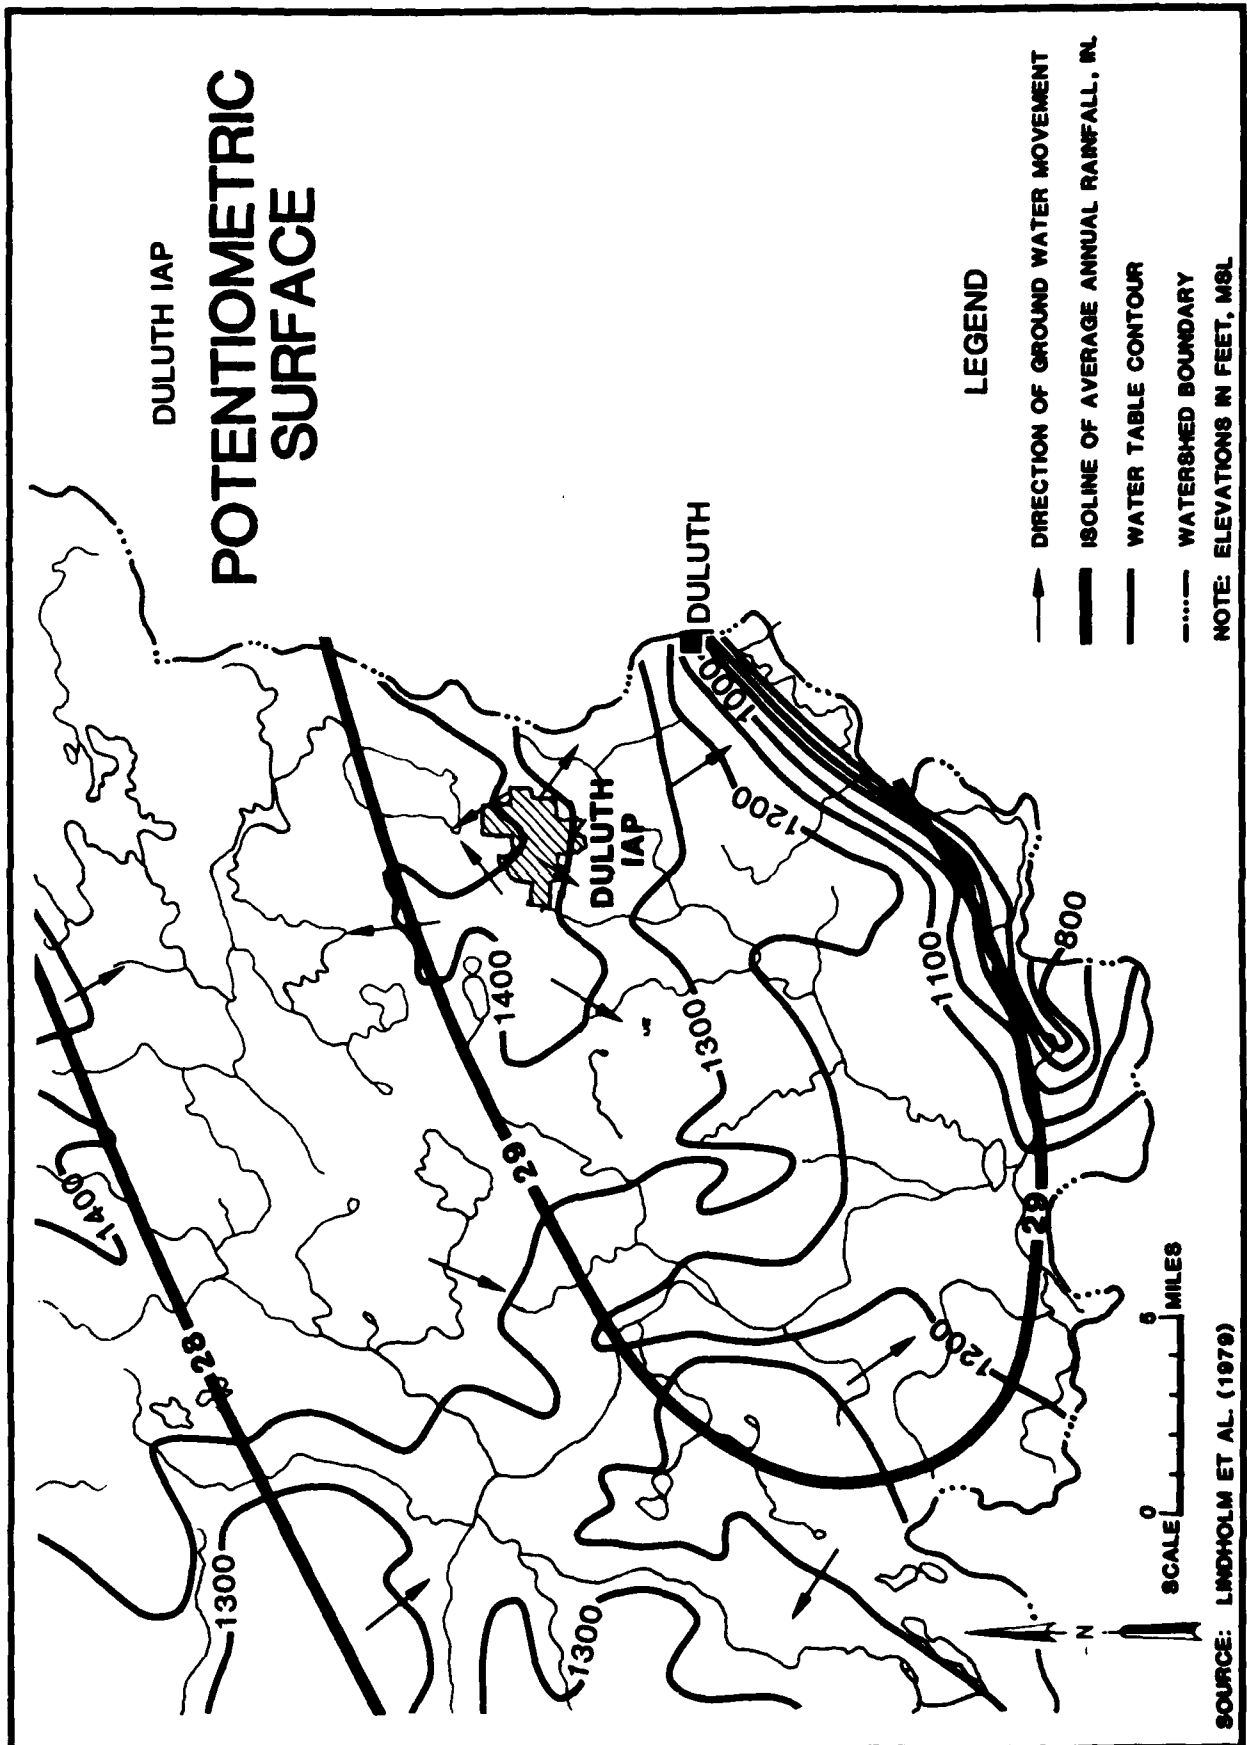 DULUTH IAP
POTENTIOMETRIC
SURFACE
1400
28
1300
29
1400
1300
1300
DULUTH
IAP
1200
1000
DULUTH
1200
1100
800
29
LEGEND
DIRECTION OF GROUND WATER MOVEMENT
ISOLINE OF AVERAGE ANNUAL RAINFALL, IN.
WATER TABLE CONTOUR
WATERSHED BOUNDARY
NOTE: ELEVATIONS IN FEET, MSL
N
SCALE 0 5 MILES
SOURCE: LINDHOLM ET AL. (1979)